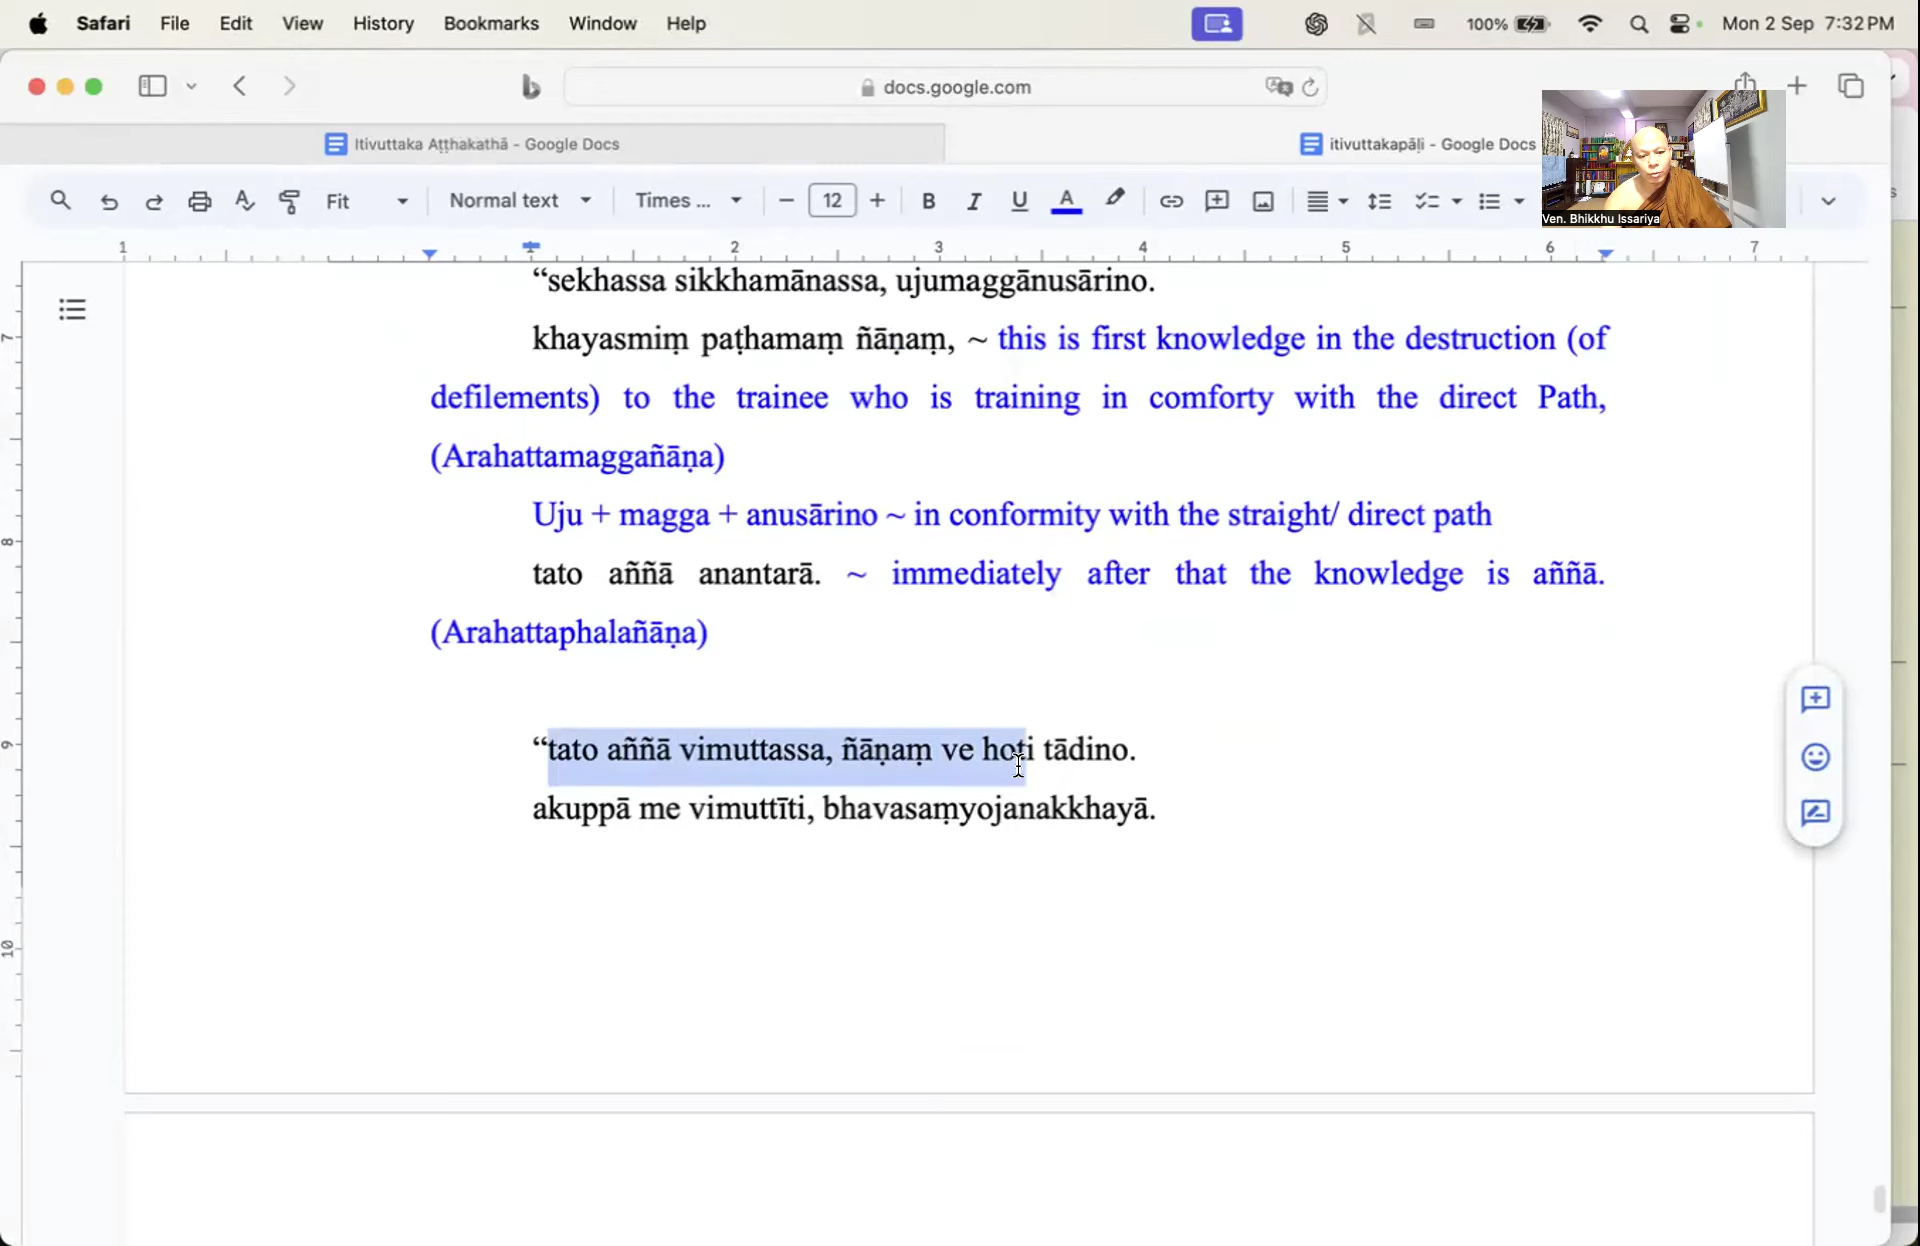 Safari File Edit View History Bookmarks Window Help 100% Mon 2 Sep 7:32 PM
docs.google.com
Itivuttaka Aṭṭhakathā - Google Docs itivuttakapāḷi - Google Docs
Fit Normal text Times ... 12 B I U A
Ven. Bhikkhu Issariya
1 2 3 4 5 6 7
“sekhassa sikkhamānassa, ujumaggānusārino.
khayasmiṃ paṭhamaṃ ñāṇaṃ, ~ this is first knowledge in the destruction (of
defilements) to the trainee who is training in comforty with the direct Path,
(Arahattamaggañāṇa)
Uju + magga + anusārino ~ in conformity with the straight/ direct path
tato aññā anantarā. ~ immediately after that the knowledge is aññā.
(Arahattaphalañāṇa)
“tato aññā vimuttassa, ñāṇaṃ ve hoti tādino.
akuppā me vimuttīti, bhavasaṃyojanakkhayā.
7
8
9
10